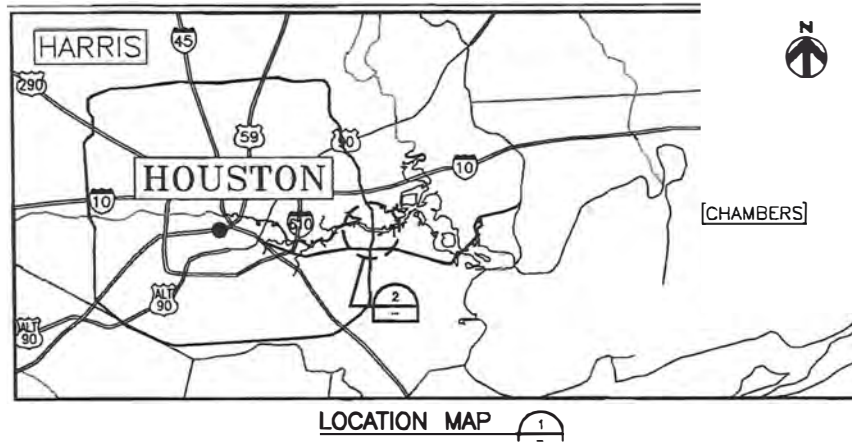 N
HARRIS
45
290
59
90
HOUSTON
10
10
610
[CHAMBERS]
ALT
90
ALT
90
2
--
LOCATION MAP
1
–